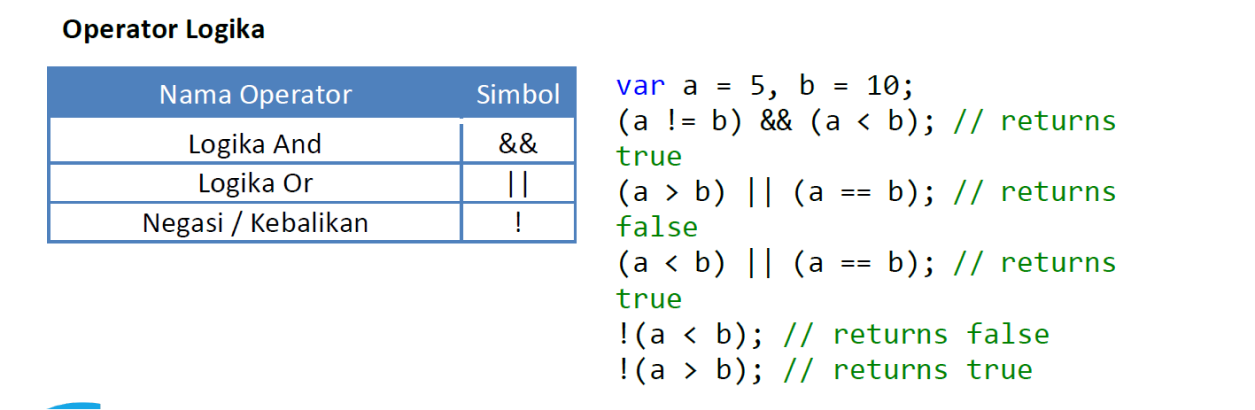 Operator Logika
Nama Operator Simbol
Logika And &&
Logika Or ||
Negasi / Kebalikan !
var a = 5, b = 10;
(a != b) && (a < b); // returns
true
(a > b) || (a == b); // returns
false
(a < b) || (a == b); // returns
true
!(a < b); // returns false
!(a > b); // returns true